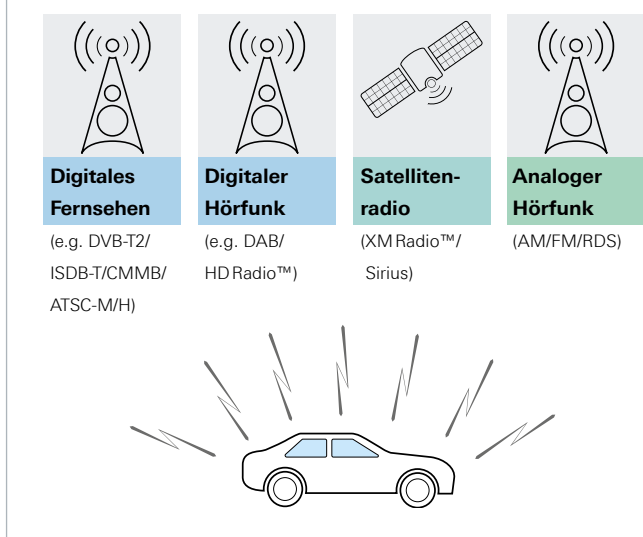 Digitales
Fernsehen
(e.g. DVB-T2/
ISDB-T/CMMB/
ATSC-M/H)
Digitaler
Hörfunk
(e.g. DAB/
HD Radio™)
Satelliten-
radio
(XM Radio™/
Sirius)
Analoger
Hörfunk
(AM/FM/RDS)